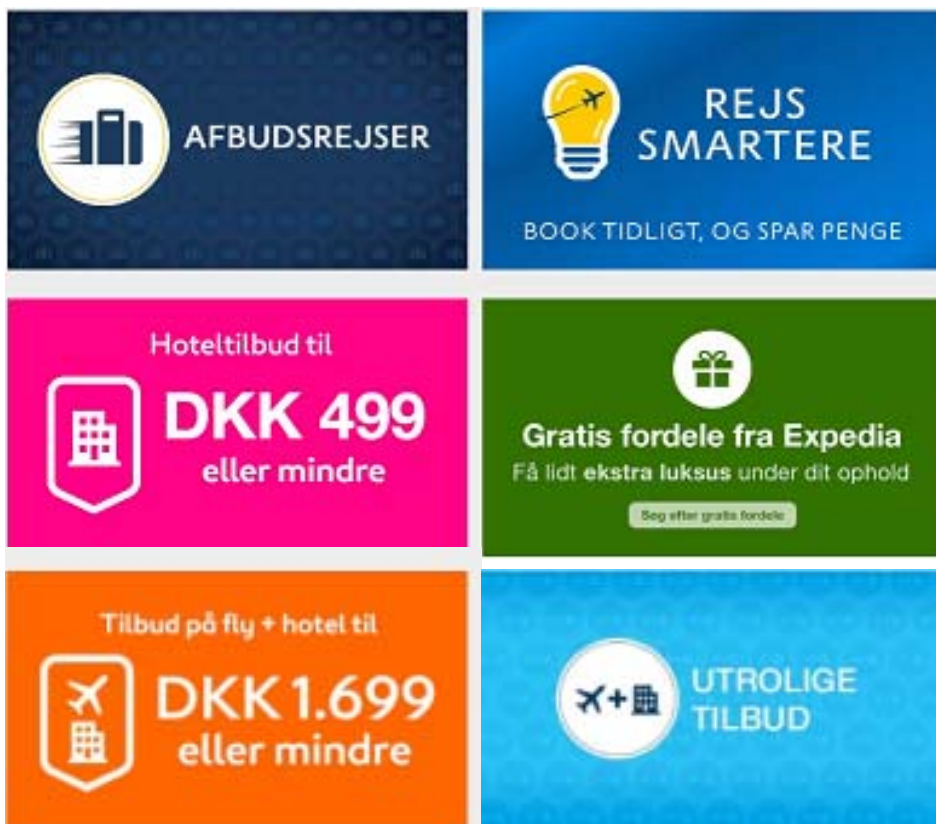 AFBUDSREJSER
REJS
SMARTERE
BOOK TIDLIGT, OG SPAR PENGE
Hoteltilbud til
DKK 499
eller mindre
Gratis fordele fra Expedia
Få lidt ekstra luksus under dit ophold
Søg efter gratis fordele
Tilbud på fly + hotel til
DKK 1.699
eller mindre
UTROLIGE
TILBUD